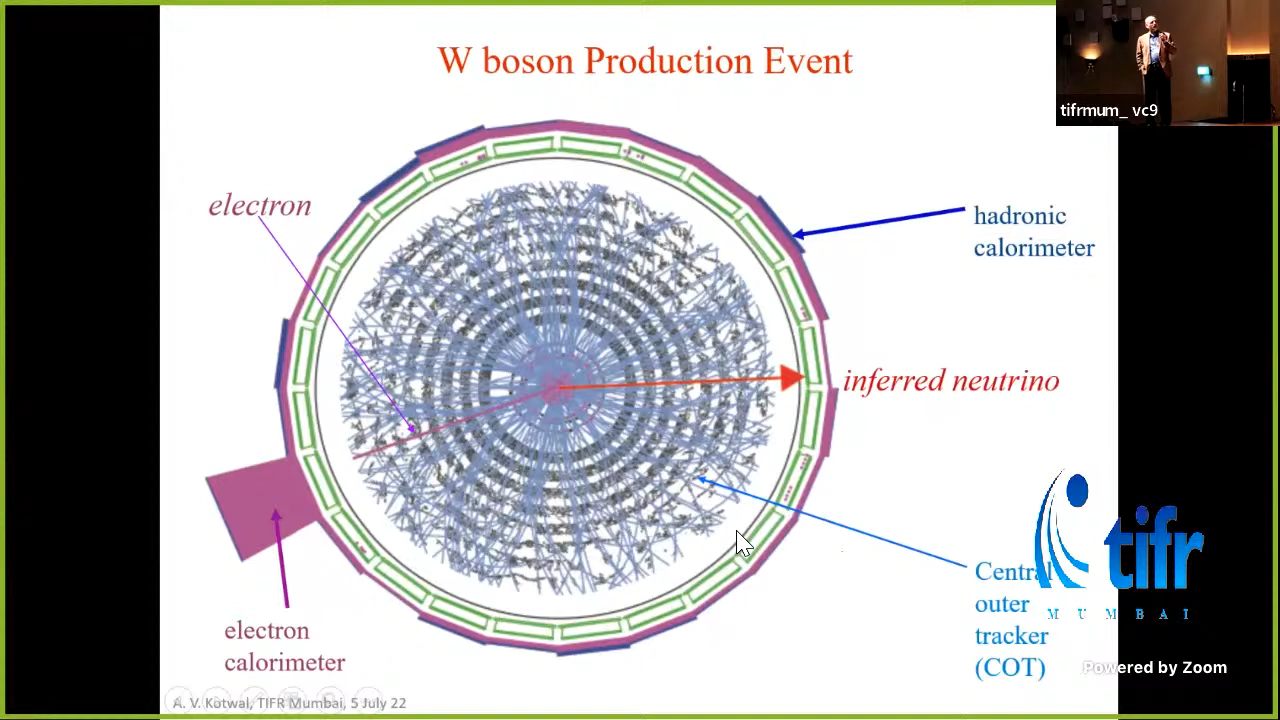 W boson Production Event
tifrmum_ vc9
electron
hadronic
calorimeter
inferred neutrino
electron
calorimeter
Central
outer
tracker
(COT)
tifr
MUMBAI
Powered by Zoom
A. V. Kotwal, TIFR Mumbai, 5 July 22